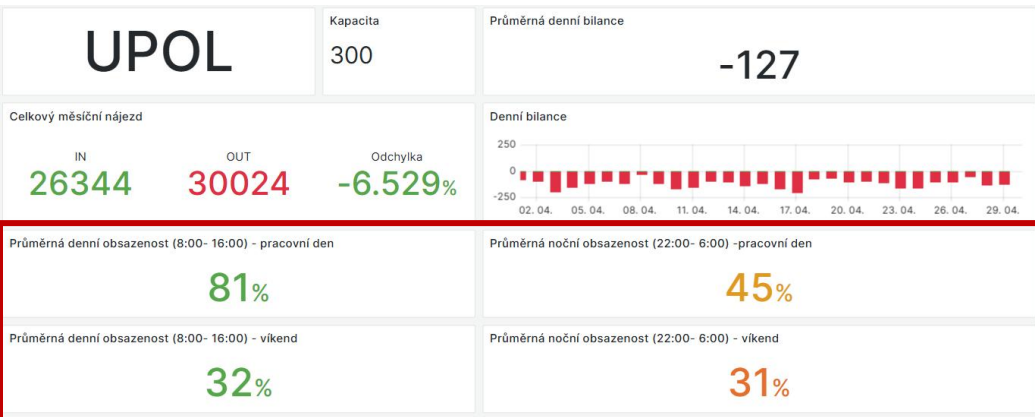 UPOL
Kapacita
300
Průměrná denní bilance
-127
Celkový měsíční nájezd
IN
26344
OUT
30024
Odchylka
-6.529%
Denní bilance
250
0
-250
02. 04. 05. 04. 08. 04. 11. 04. 14. 04. 17. 04. 20. 04. 23. 04. 26. 04. 29. 04.
Průměrná denní obsazenost (8:00- 16:00) - pracovní den
81%
Průměrná noční obsazenost (22:00- 6:00) -pracovní den
45%
Průměrná denní obsazenost (8:00- 16:00) - víkend
32%
Průměrná noční obsazenost (22:00- 6:00) - víkend
31%